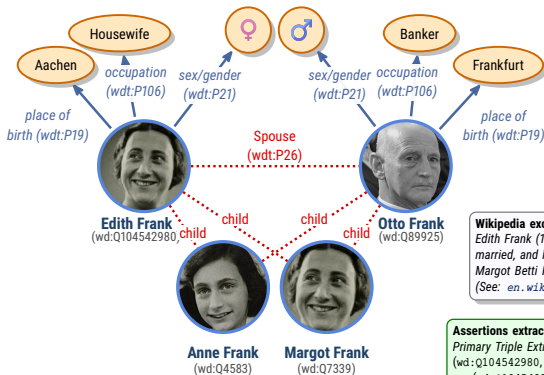 Housewife
♀
♂
Banker
Aachen
Frankfurt
occupation
(wdt:P106)
sex/gender
(wdt:P21)
sex/gender
(wdt:P21)
occupation
(wdt:P106)
place of
birth (wdt:P19)
place of
birth (wdt:P19)
Spouse
(wdt:P26)
Edith Frank
(wd:Q104542980,
Otto Frank
(wd:Q89925)
child
child
child
child
Anne Frank
(wd:Q4583)
Margot Frank
(wd:Q7339)
Wikipedia exc
Edith Frank (1
married, and
Margot Betti
(See: en.wik
Assertions extrac
Primary Triple Extr
(wd:Q104542980,